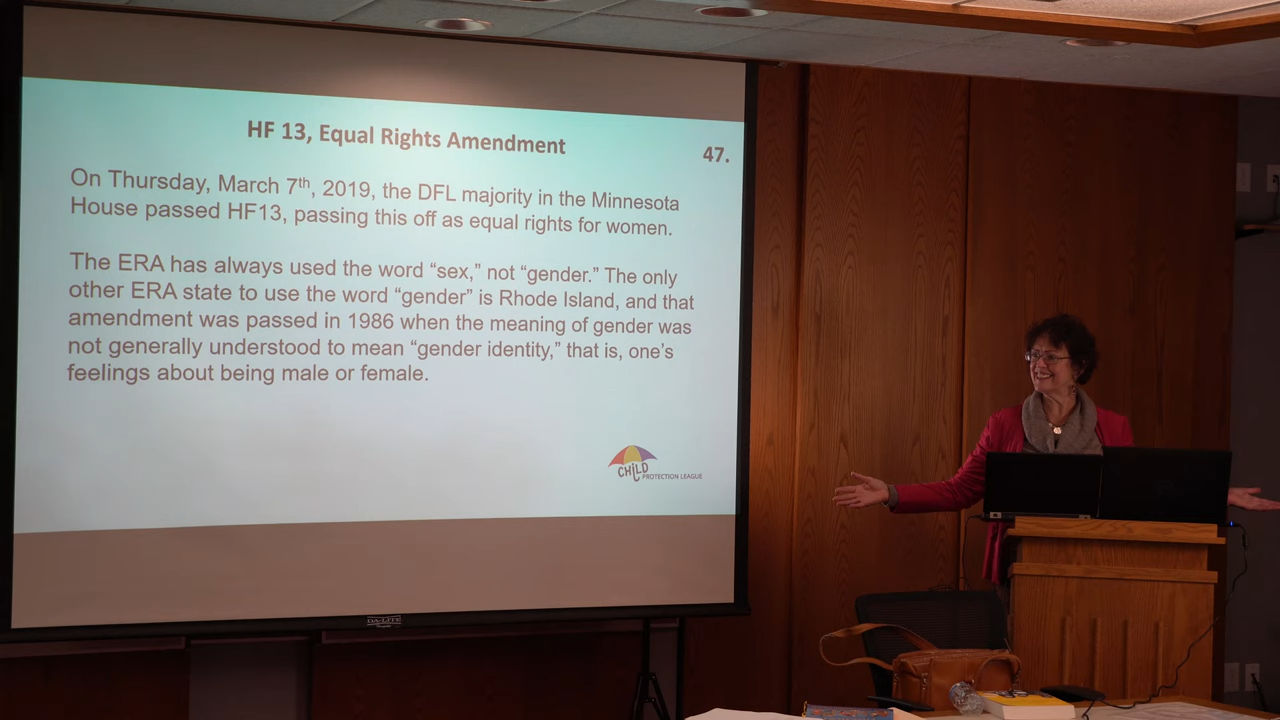 HF 13, Equal Rights Amendment
47.
On Thursday, March 7th, 2019, the DFL majority in the Minnesota
House passed HF13, passing this off as equal rights for women.
The ERA has always used the word “sex,” not “gender.” The only
other ERA state to use the word “gender” is Rhode Island, and that
amendment was passed in 1986 when the meaning of gender was
not generally understood to mean “gender identity,” that is, one’s
feelings about being male or female.
CHILD
PROTECTION LEAGUE
DA-LITE